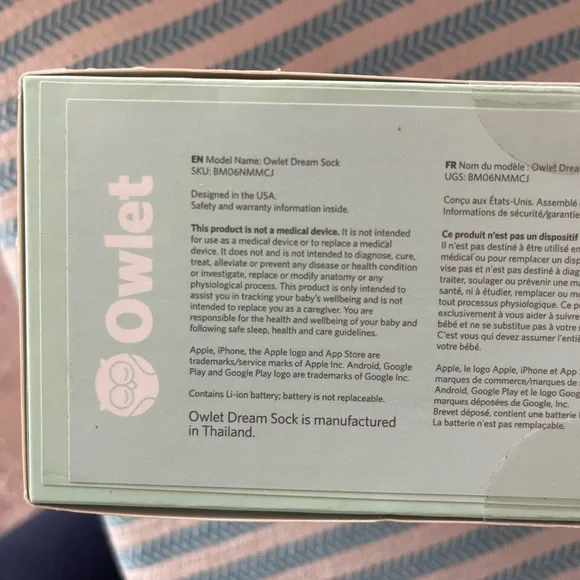 Owlet
EN Model Name: Owlet Dream Sock
SKU: BM06NMMCJ
Designed in the USA.
Safety and warranty information inside.
This product is not a medical device. It is not intended
for use as a medical device or to replace a medical
device. It does not and is not intended to diagnose, cure,
treat, alleviate or prevent any disease or health condition
or investigate, replace or modify anatomy or any
physiological process. This product is only intended to
assist you in tracking your baby's wellbeing and is not
intended to replace you as a caregiver. You are
responsible for the health and wellbeing of your baby and
following safe sleep, health and care guidelines.
Apple, iPhone, the Apple logo and App Store are
trademarks/service marks of Apple Inc. Android, Google
Play and Google Play logo are trademarks of Google Inc.
Contains Li-ion battery; battery is not replaceable.
Owlet Dream Sock is manufactured
in Thailand.
FR Nom du modèle : Owlet
UGS: BM06NMMCJ
Conçu aux États-Unis. Assemblé
Informations de sécurité/garantie
Ce produit n'est pas un dispositif
Il n'est pas destiné à être utilisé en
médical ou pour remplacer un
vise pas et n'est pas destiné à
traiter, soulager ou prévenir une
santé, ni à étudier, remplacer ou
tout processus physiologique. Ce
exclusivement à vous aider à suivre
bébé et ne se substitue pas à votre
C'est vous qui devez assumer
votre bébé.
Apple, le logo Apple, iPhone et App
marques de commerce/marques de
Android, Google Play et le logo
marques déposées de Google, Inc.
Brevet déposé, contient une batterie
La batterie n'est pas remplaçable.